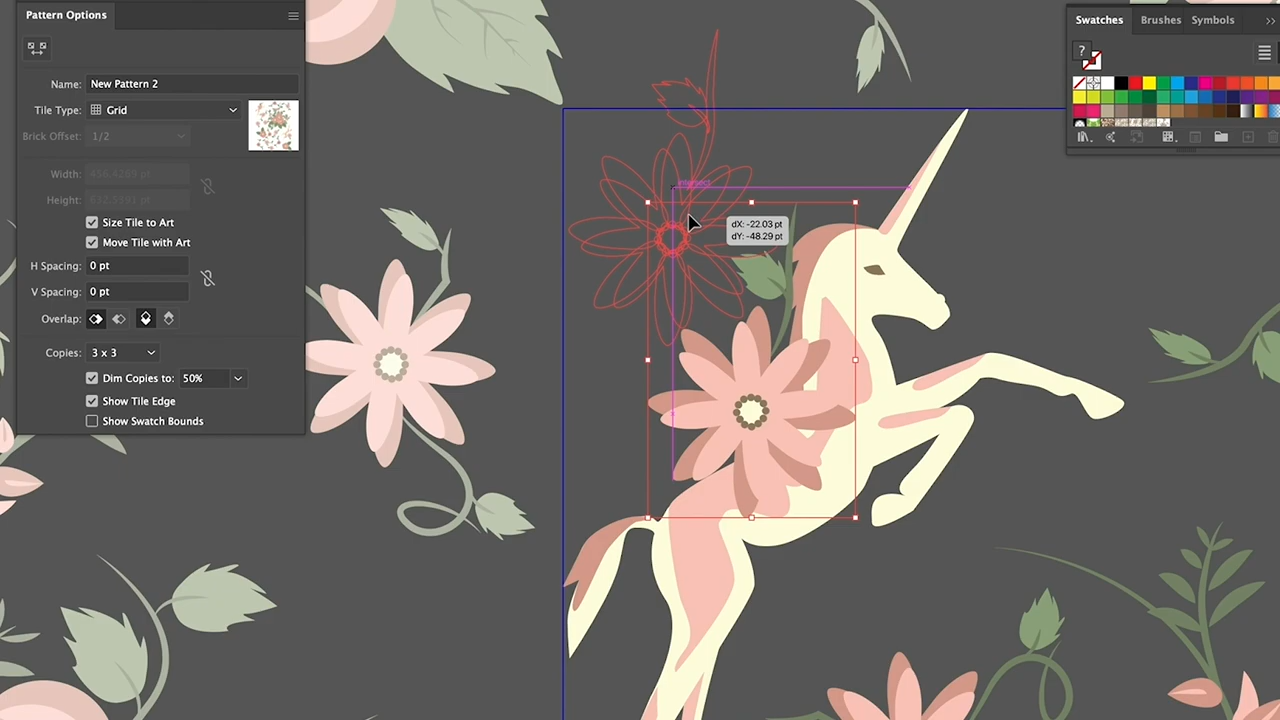 Pattern Options
Name: New Pattern 2
Tile Type: Grid
Brick Offset: 1/2
Width:
Height:
Size Tile to Art
Move Tile with Art
H Spacing: 0 pt
V Spacing: 0 pt
Overlap:
Copies: 3 x 3
Dim Copies to: 50%
Show Tile Edge
Show Swatch Bounds
intersect
dX: -22.03 pt
dY: -48.29 pt
Swatches Brushes Symbols
?